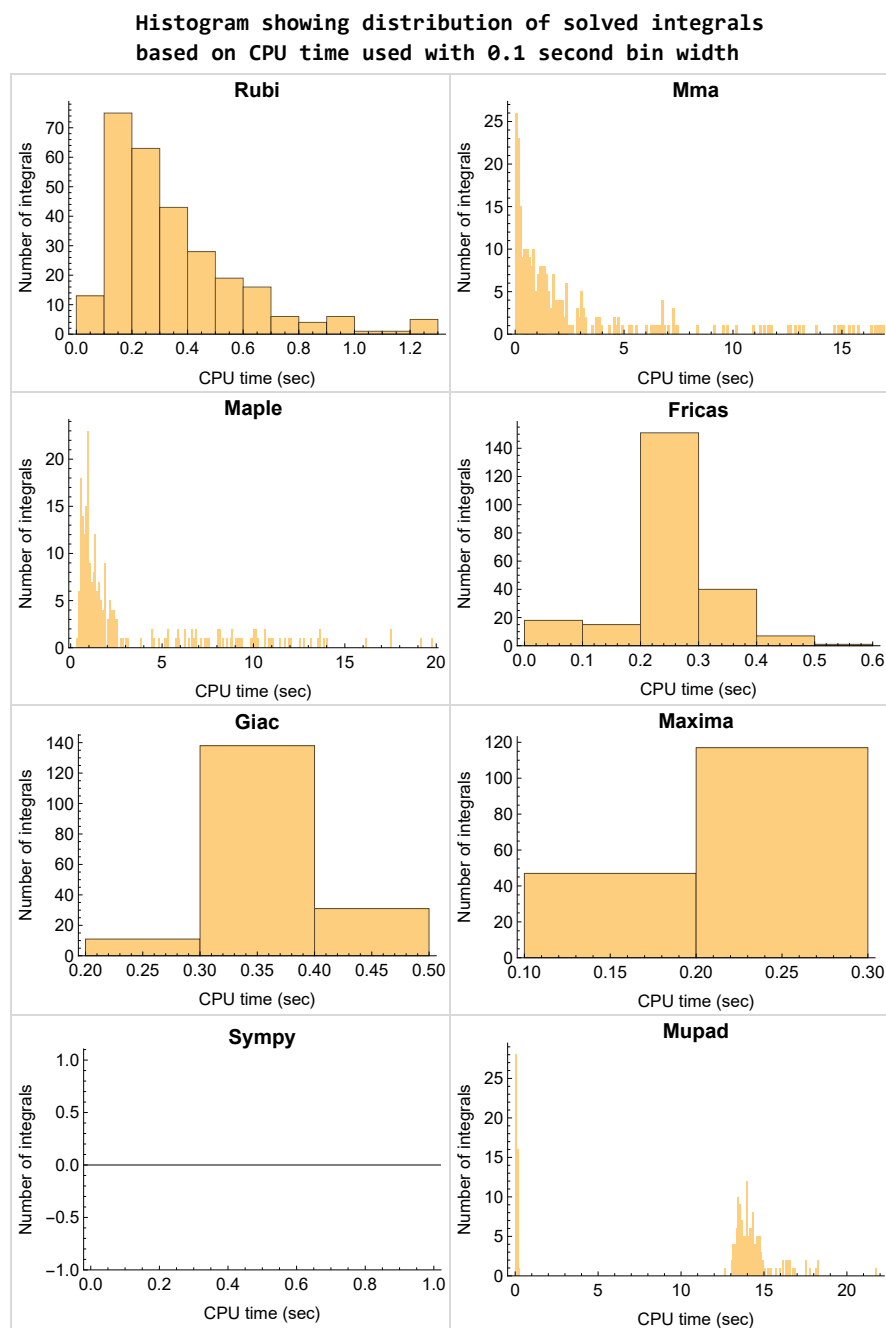 Histogram showing distribution of solved integrals
based on CPU time used with 0.1 second bin width
Rubi
Number of integrals
70
60
50
40
30
20
10
0
0.0 0.2 0.4 0.6 0.8 1.0 1.2
CPU time (sec)
Mma
Number of integrals
25
20
15
10
5
0
0 5 10 15
CPU time (sec)
Maple
Number of integrals
20
15
10
5
0
0 5 10 15 20
CPU time (sec)
Fricas
Number of integrals
140
120
100
80
60
40
20
0
0.0 0.1 0.2 0.3 0.4 0.5 0.6
CPU time (sec)
Giac
Number of integrals
140
120
100
80
60
40
20
0
0.20 0.25 0.30 0.35 0.40 0.45 0.50
CPU time (sec)
Maxima
Number of integrals
120
100
80
60
40
20
0
0.10 0.15 0.20 0.25 0.30
CPU time (sec)
Sympy
Number of integrals
1.0
0.5
0.0
−0.5
−1.0
0.0 0.2 0.4 0.6 0.8 1.0
CPU time (sec)
Mupad
Number of integrals
25
20
15
10
5
0
0 5 10 15 20
CPU time (sec)